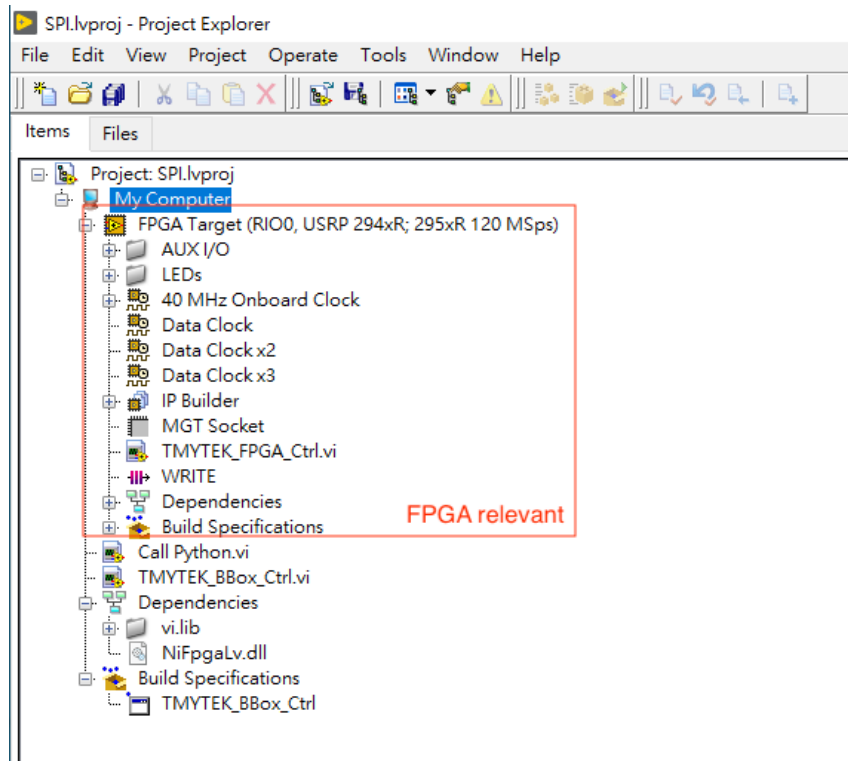 SPI.lvproj - Project Explorer
File Edit View Project Operate Tools Window Help
Items Files
Project: SPI.lvproj
My Computer
FPGA Target (RIO0, USRP 294xR; 295xR 120 MSps)
AUX I/O
LEDs
40 MHz Onboard Clock
Data Clock
Data Clock x2
Data Clock x3
IP Builder
MGT Socket
TMYTEK_FPGA_Ctrl.vi
WRITE
Dependencies
Build Specifications
FPGA relevant
Call Python.vi
TMYTEK_BBox_Ctrl.vi
Dependencies
vi.lib
NiFpgaLv.dll
Build Specifications
TMYTEK_BBox_Ctrl